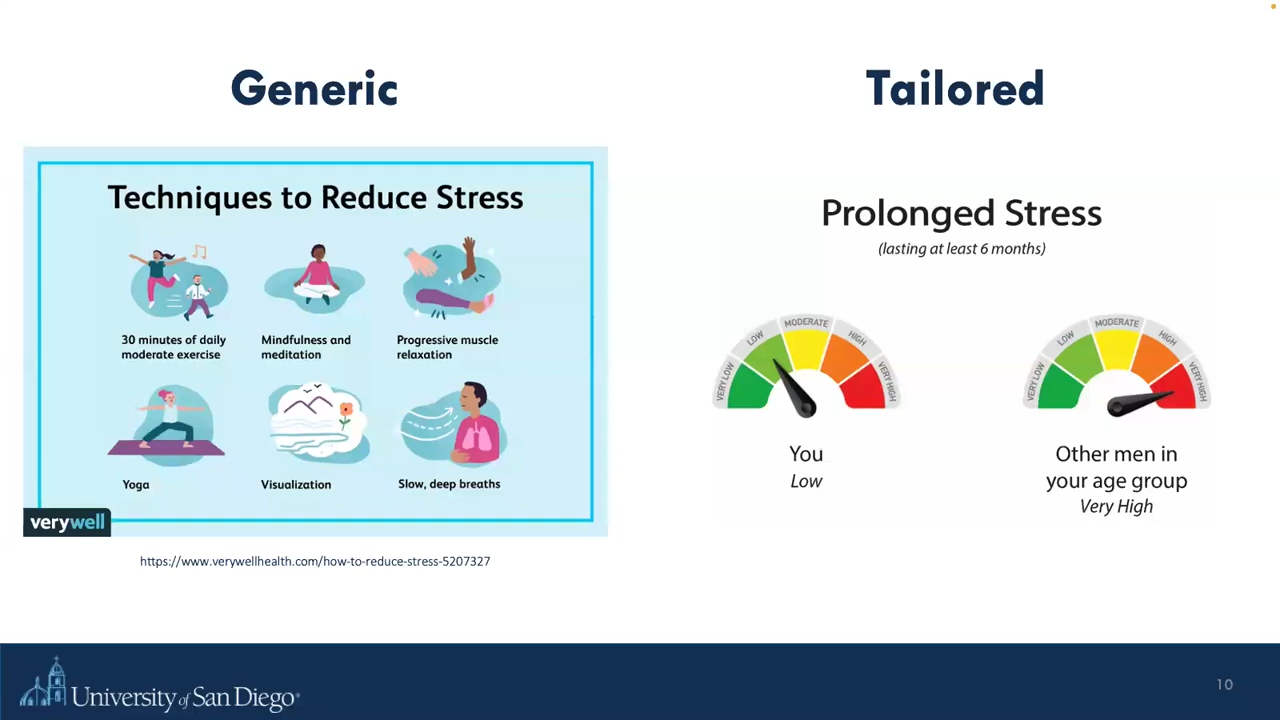 Generic
Techniques to Reduce Stress
30 minutes of daily
moderate exercise
Mindfulness and
meditation
Progressive muscle
relaxation
Yoga
Visualization
Slow, deep breaths
verywell
https://www.verywellhealth.com/how-to-reduce-stress-5207327
Tailored
Prolonged Stress
(lasting at least 6 months)
VERY LOW
LOW
MODERATE
HIGH
VERY HIGH
You
Low
VERY LOW
LOW
MODERATE
HIGH
VERY HIGH
Other men in
your age group
Very High
University of San Diego
10